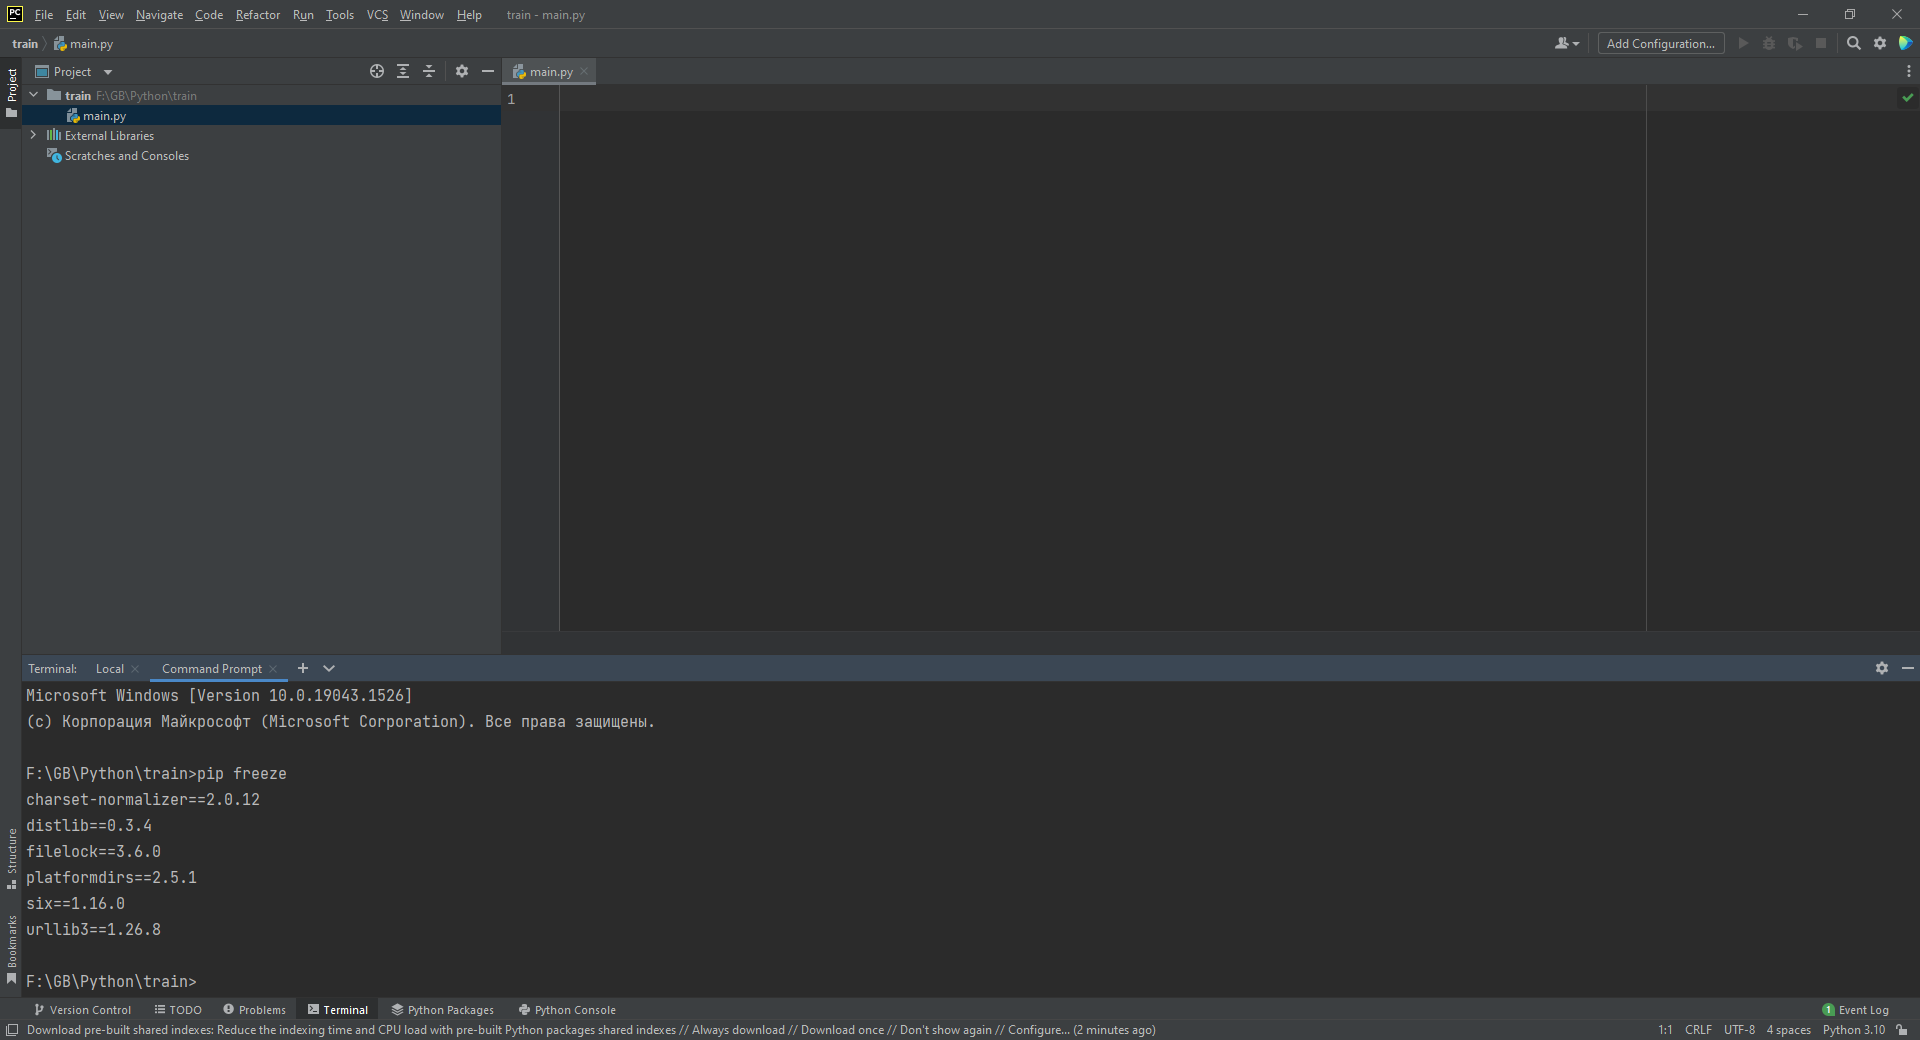 PC File Edit View Navigate Code Refactor Run Tools VCS Window Help train - main.py
train main.py Add Configuration...
Project
Project
main.py
train F:\GB\Python\train
main.py
External Libraries
Scratches and Consoles
1
Terminal: Local Command Prompt
Microsoft Windows [Version 10.0.19043.1526]
(c) Корпорация Майкрософт (Microsoft Corporation). Все права защищены.
F:\GB\Python\train>pip freeze
charset-normalizer==2.0.12
distlib==0.3.4
filelock==3.6.0
platformdirs==2.5.1
six==1.16.0
urllib3==1.26.8
F:\GB\Python\train>
Structure
Bookmarks
Version Control TODO Problems Terminal Python Packages Python Console 1 Event Log
Download pre-built shared indexes: Reduce the indexing time and CPU load with pre-built Python packages shared indexes // Always download // Download once // Don't show again // Configure... (2 minutes ago) 1:1 CRLF UTF-8 4 spaces Python 3.10